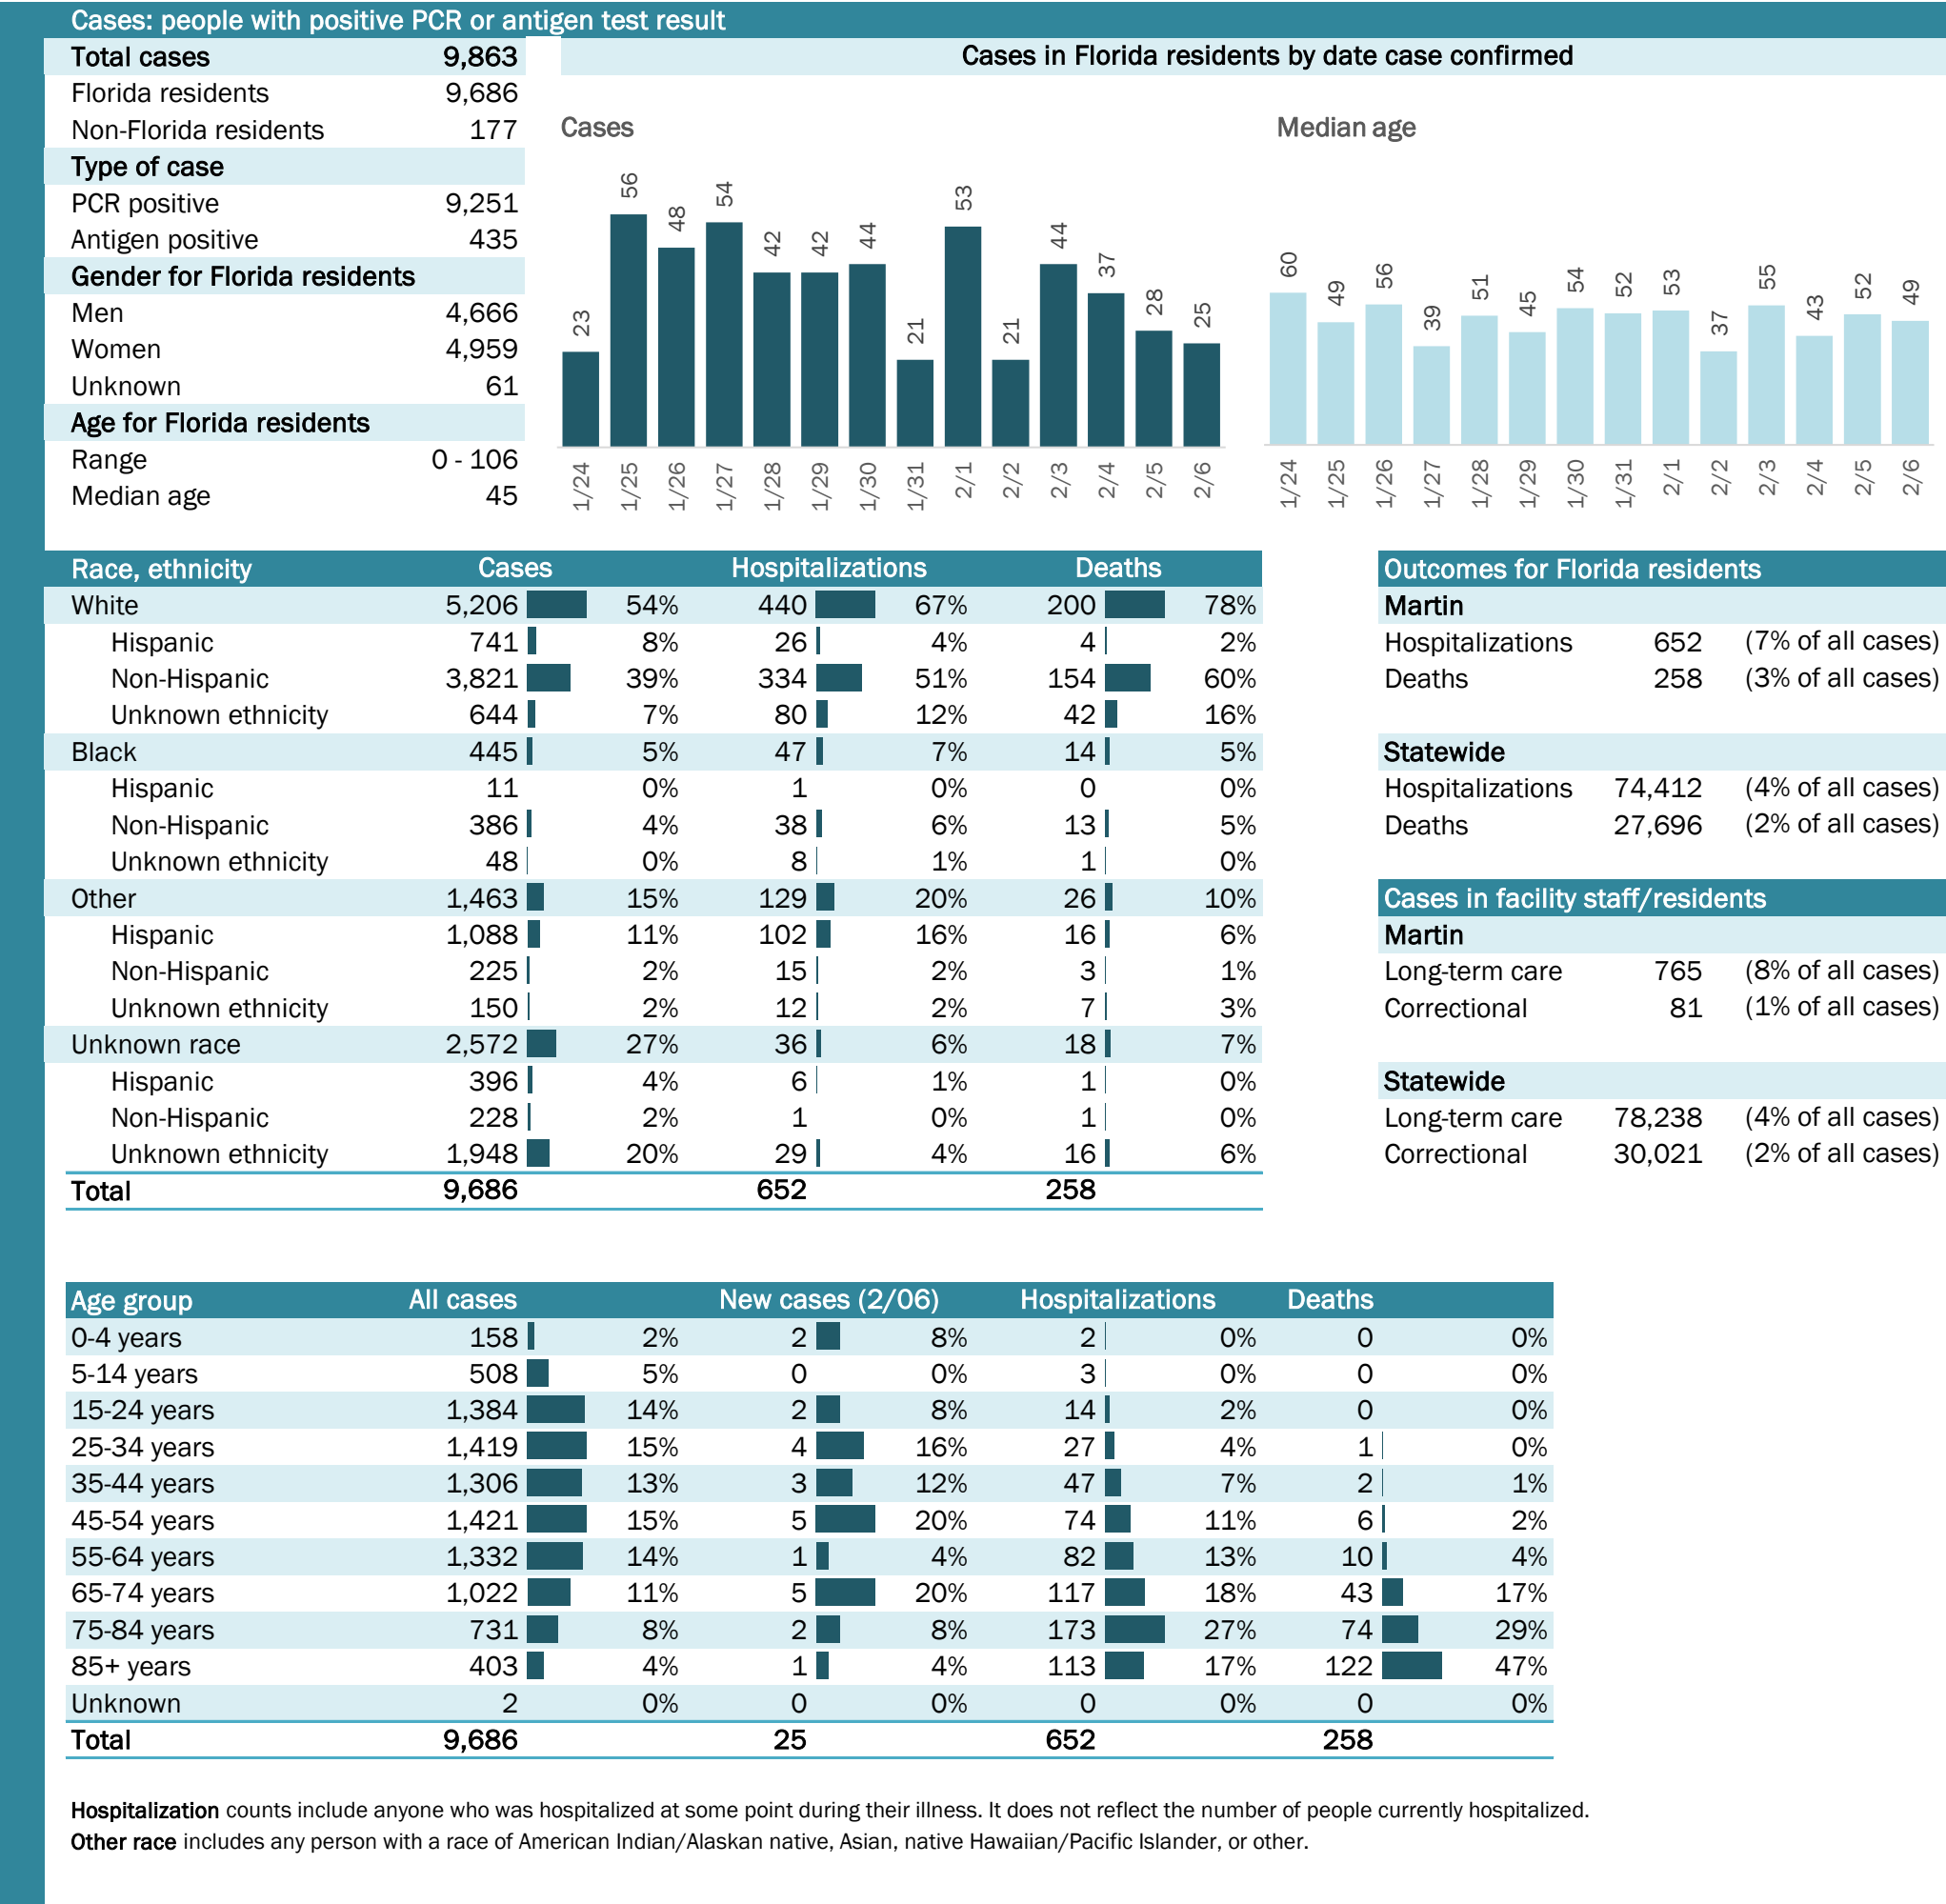 Cases: people with positive PCR or antigen test result
Total cases 9,863
Florida residents 9,686
Non-Florida residents 177
Type of case
PCR positive 9,251
Antigen positive 435
Gender for Florida residents
Men 4,666
Women 4,959
Unknown 61
Age for Florida residents
Range 0 - 106
Median age 45
Cases in Florida residents by date case confirmed
Cases
23 56 48 54 42 42 44 21 53 21 44 37 28 25
1/24 1/25 1/26 1/27 1/28 1/29 1/30 1/31 2/1 2/2 2/3 2/4 2/5 2/6
Median age
60 49 56 39 51 45 54 52 53 37 55 43 52 49
1/24 1/25 1/26 1/27 1/28 1/29 1/30 1/31 2/1 2/2 2/3 2/4 2/5 2/6
Race, ethnicity Cases Hospitalizations Deaths
White 5,206 54% 440 67% 200 78%
Hispanic 741 8% 26 4% 4 2%
Non-Hispanic 3,821 39% 334 51% 154 60%
Unknown ethnicity 644 7% 80 12% 42 16%
Black 445 5% 47 7% 14 5%
Hispanic 11 0% 1 0% 0 0%
Non-Hispanic 386 4% 38 6% 13 5%
Unknown ethnicity 48 0% 8 1% 1 0%
Other 1,463 15% 129 20% 26 10%
Hispanic 1,088 11% 102 16% 16 6%
Non-Hispanic 225 2% 15 2% 3 1%
Unknown ethnicity 150 2% 12 2% 7 3%
Unknown race 2,572 27% 36 6% 18 7%
Hispanic 396 4% 6 1% 1 0%
Non-Hispanic 228 2% 1 0% 1 0%
Unknown ethnicity 1,948 20% 29 4% 16 6%
Total 9,686 652 258
Outcomes for Florida residents
Martin
Hospitalizations 652 (7% of all cases)
Deaths 258 (3% of all cases)
Statewide
Hospitalizations 74,412 (4% of all cases)
Deaths 27,696 (2% of all cases)
Cases in facility staff/residents
Martin
Long-term care 765 (8% of all cases)
Correctional 81 (1% of all cases)
Statewide
Long-term care 78,238 (4% of all cases)
Correctional 30,021 (2% of all cases)
Age group All cases New cases (2/06) Hospitalizations Deaths
0-4 years 158 2% 2 8% 2 0% 0 0%
5-14 years 508 5% 0 0% 3 0% 0 0%
15-24 years 1,384 14% 2 8% 14 2% 0 0%
25-34 years 1,419 15% 4 16% 27 4% 1 0%
35-44 years 1,306 13% 3 12% 47 7% 2 1%
45-54 years 1,421 15% 5 20% 74 11% 6 2%
55-64 years 1,332 14% 1 4% 82 13% 10 4%
65-74 years 1,022 11% 5 20% 117 18% 43 17%
75-84 years 731 8% 2 8% 173 27% 74 29%
85+ years 403 4% 1 4% 113 17% 122 47%
Unknown 2 0% 0 0% 0 0% 0 0%
Total 9,686 25 652 258
Hospitalization counts include anyone who was hospitalized at some point during their illness. It does not reflect the number of people currently hospitalized.
Other race includes any person with a race of American Indian/Alaskan native, Asian, native Hawaiian/Pacific Islander, or other.